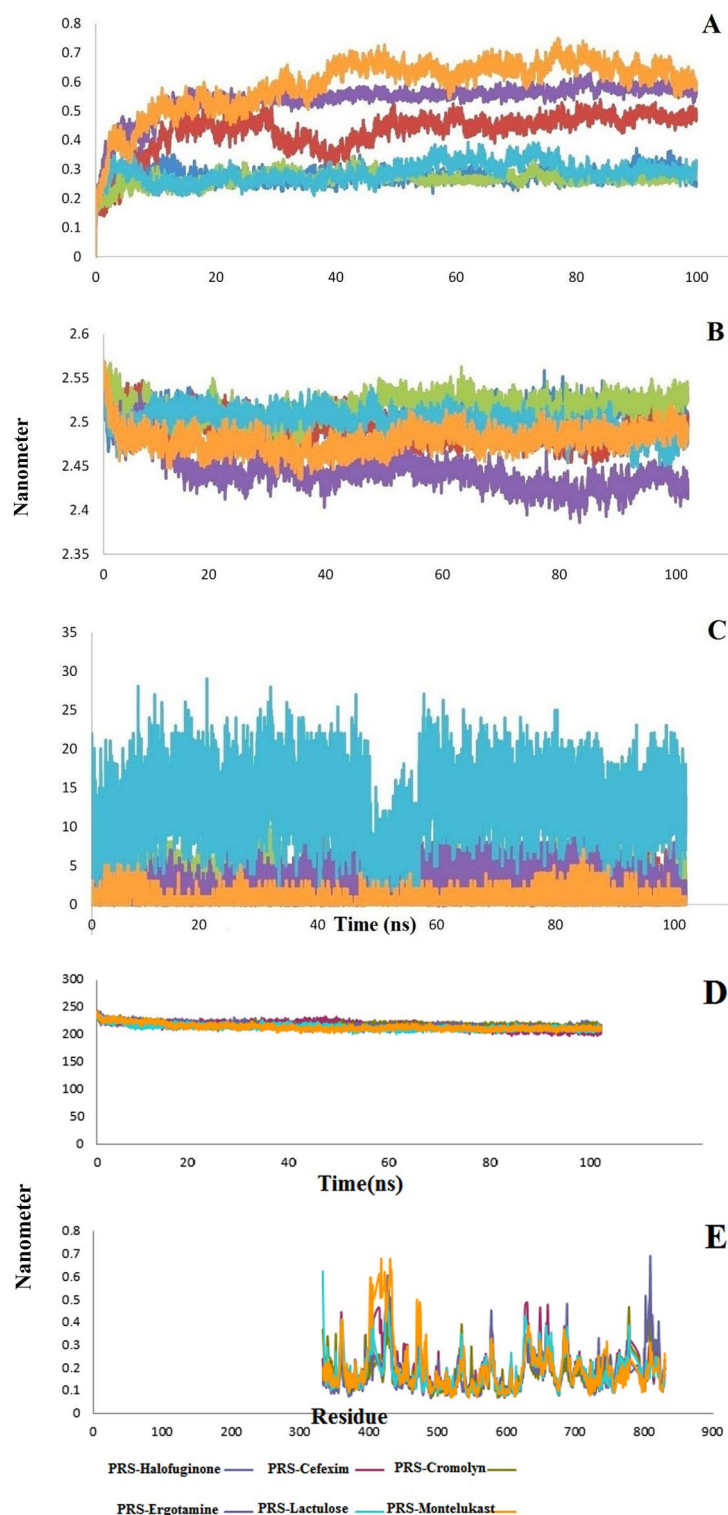 A
0.8
0.7
0.6
0.5
0.4
0.3
0.2
0.1
0
0 20 40 60 80 100
B
2.6
2.55
2.5
2.45
2.4
2.35
Nanometer
0 20 40 60 80 100
C
35
30
25
20
15
10
5
0
0 20 40 60 80 100
Time (ns)
D
300
250
200
150
100
50
0
0 20 40 60 80 100
Time(ns)
Nanometer
E
0.8
0.7
0.6
0.5
0.4
0.3
0.2
0.1
0
Residue
0 100 200 300 400 500 600 700 800 900
PRS-Halofuginone PRS-Cefexim PRS-Cromolyn
PRS-Ergotamine PRS-Lactulose PRS-Montelukast